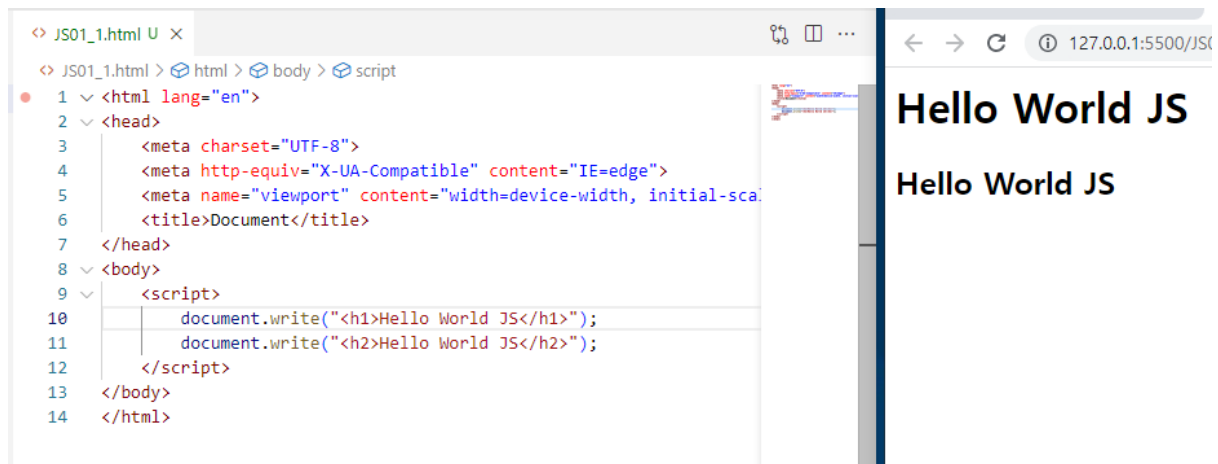 <> JS01_1.html U ×
<> JS01_1.html > html > body > script
1 <html lang="en">
2 <head>
3 <meta charset="UTF-8">
4 <meta http-equiv="X-UA-Compatible" content="IE=edge">
5 <meta name="viewport" content="width=device-width, initial-scal
6 <title>Document</title>
7 </head>
8 <body>
9 <script>
10 document.write("<h1>Hello World JS</h1>");
11 document.write("<h2>Hello World JS</h2>");
12 </script>
13 </body>
14 </html>
127.0.0.1:5500/JS0
Hello World JS
Hello World JS